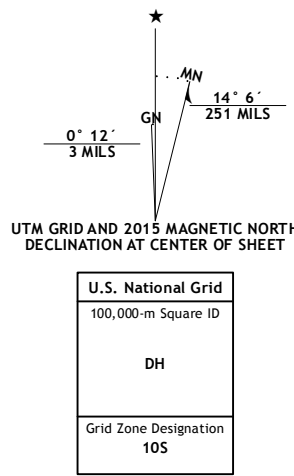 MN
GN
14° 6´
251 MILS
0° 12´
3 MILS
UTM GRID AND 2015 MAGNETIC NORTH
DECLINATION AT CENTER OF SHEET
U.S. National Grid
100,000-m Square ID
DH
Grid Zone Designation
10S